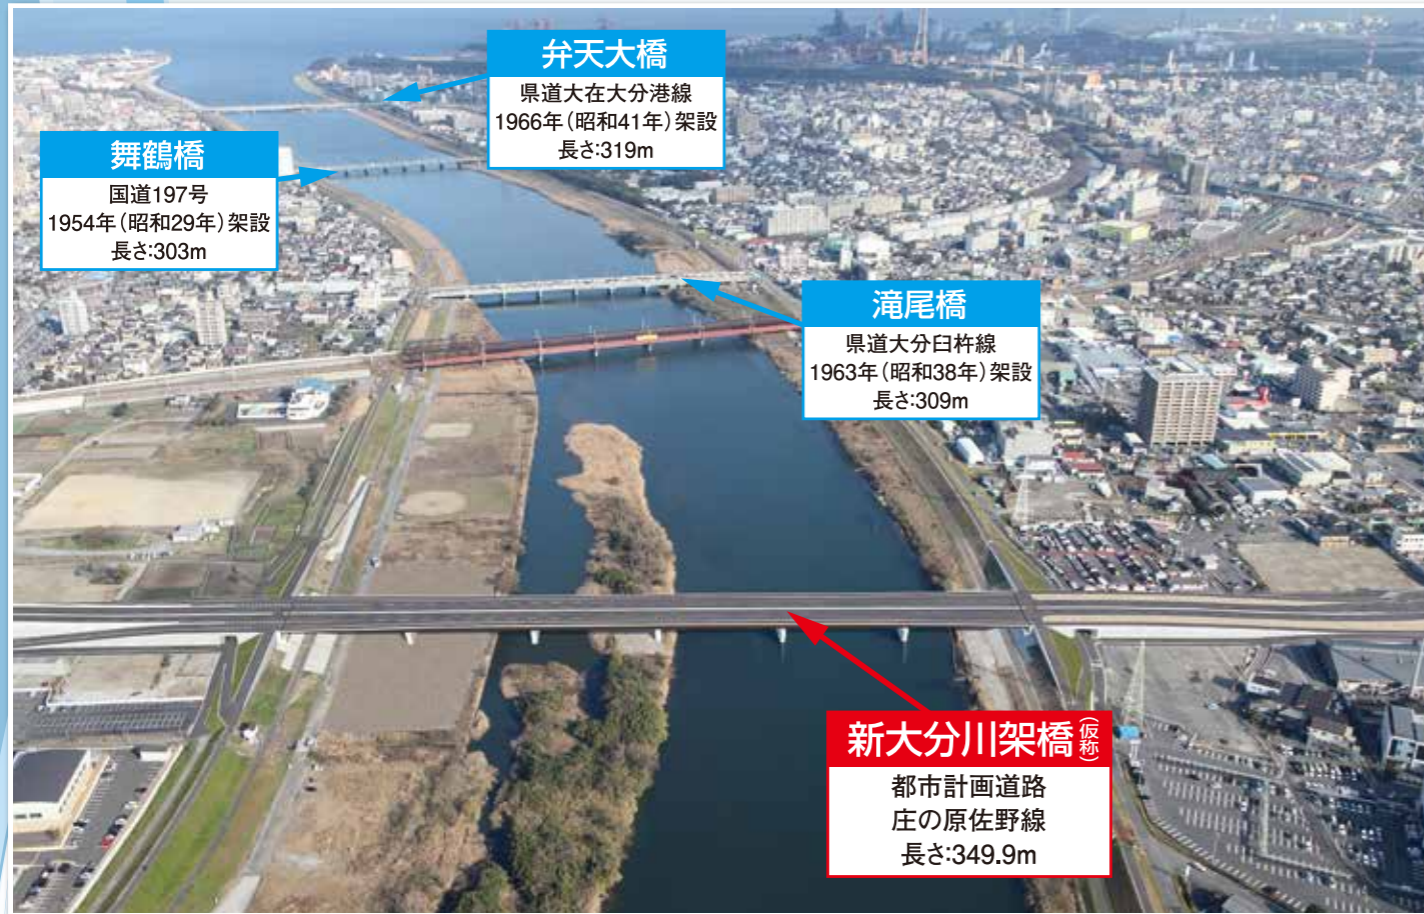 弁天大橋
県道大在大分港線
1966年(昭和41年)架設
長さ:319m
舞鶴橋
国道197号
1954年(昭和29年)架設
長さ:303m
滝尾橋
県道大分臼杵線
1963年(昭和38年)架設
長さ:309m
新大分川架橋(仮称)
都市計画道路
庄の原佐野線
長さ:349.9m